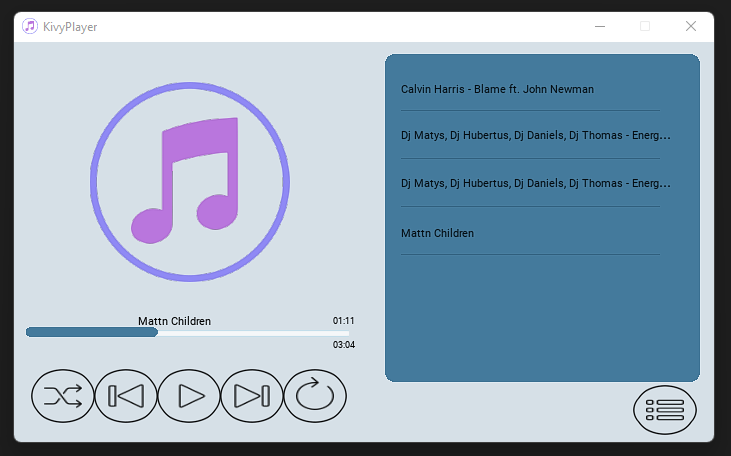 KivyPlayer
Calvin Harris - Blame ft. John Newman
Dj Matys, Dj Hubertus, Dj Daniels, Dj Thomas - Energ...
Dj Matys, Dj Hubertus, Dj Daniels, Dj Thomas - Energ...
Mattn Children
Mattn Children
01:11
03:04